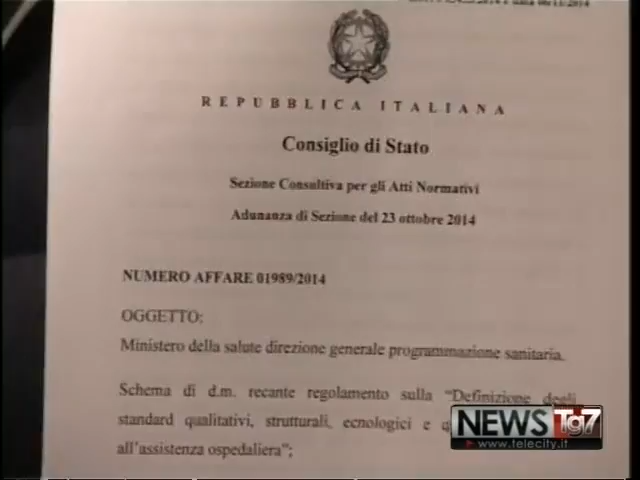 REPUBBLICA ITALIANA
Consiglio di Stato
Sezione Consultiva per gli Atti Normativi
Adunanza di Sezione del 23 ottobre 2014
NUMERO AFFARE 01989/2014
OGGETTO:
Ministero della salute direzione generale programmazione sanitaria.
Schema di d.m. recante regolamento sulla "Definizione degli
standard qualitativi, strutturali, ecnologici e q
all'assistenza ospedaliera";
NEWS Tg7
www.telecity.it